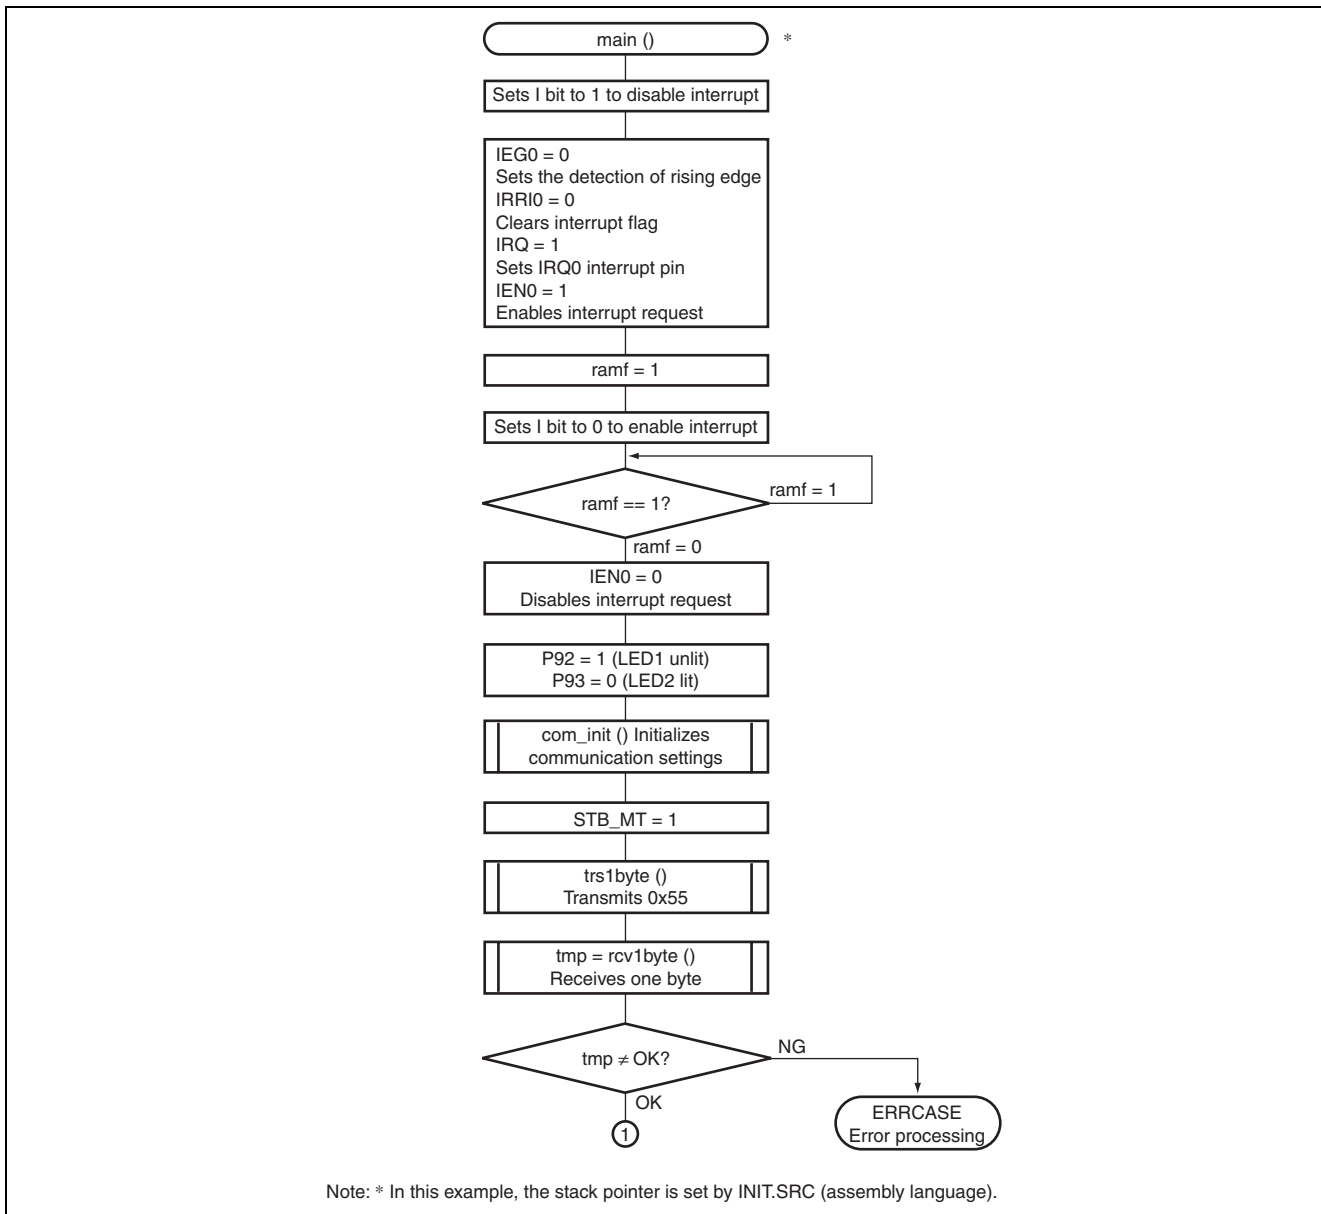 main ()
*
Sets I bit to 1 to disable interrupt
IEG0 = 0
Sets the detection of rising edge
IRRI0 = 0
Clears interrupt flag
IRQ = 1
Sets IRQ0 interrupt pin
IEN0 = 1
Enables interrupt request
ramf = 1
Sets I bit to 0 to enable interrupt
ramf == 1?
ramf = 1
ramf = 0
IEN0 = 0
Disables interrupt request
P92 = 1 (LED1 unlit)
P93 = 0 (LED2 lit)
com_init () Initializes
communication settings
STB_MT = 1
trs1byte ()
Transmits 0x55
tmp = rcv1byte ()
Receives one byte
tmp ≠ OK?
NG
OK
ERRCASE
Error processing
1
Note: * In this example, the stack pointer is set by INIT.SRC (assembly language).